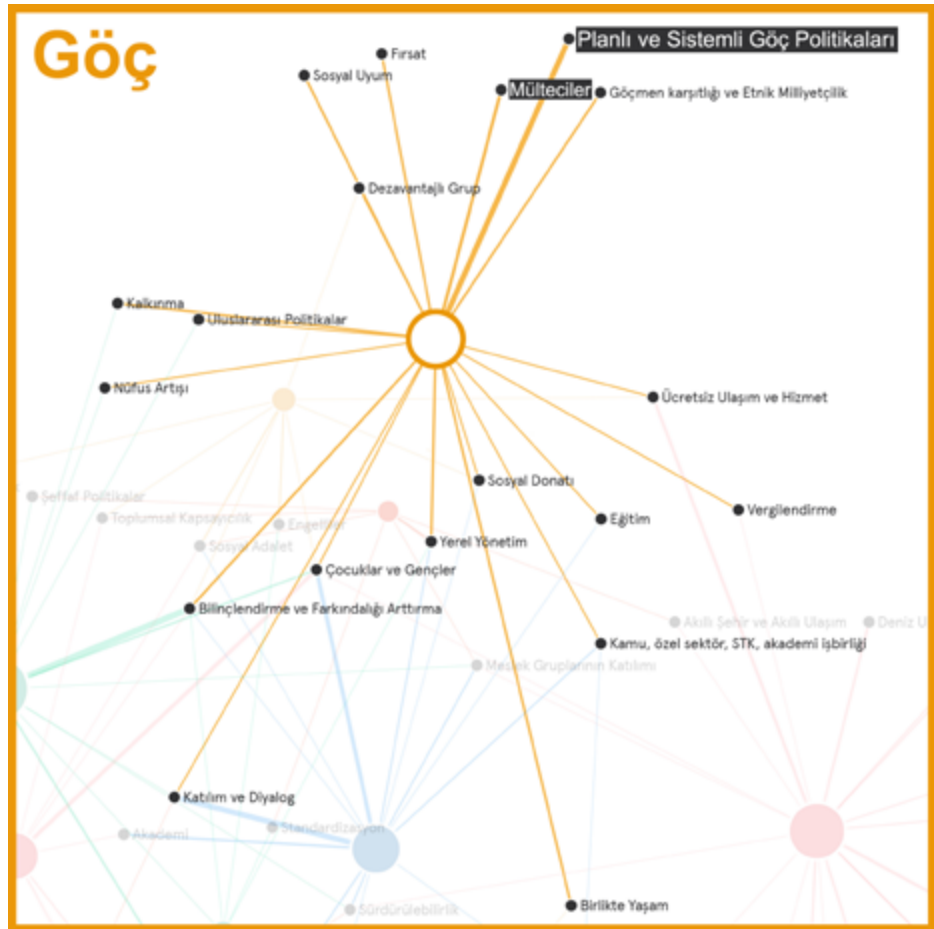 Göç
Planlı ve Sistemli Göç Politikaları
Fırsat
Sosyal Uyum
Mülteciler
Göçmen karşıtlığı ve Etnik Milliyetçilik
Dezavantajlı Grup
Kalkınma
Uluslararası Politikalar
Nüfus Artışı
Ücretsiz Ulaşım ve Hizmet
Sosyal Donatı
Şeffaf Politikalar
Vergilendirme
Toplumsal Kapsayıcılık
Eğitim
Engelliler
Yerel Yönetim
Sosyal Adalet
Çocuklar ve Gençler
Bilinçlendirme ve Farkındalığı Arttırma
Akıllı Şehir ve Akıllı Ulaşım
Deniz U
Kamu, özel sektör, STK, akademi işbirliği
Meslek Gruplarının Katılımı
Katılım ve Diyalog
Standardizasyon
Akademi
Birlikte Yaşam
Sürdürülebilirlik